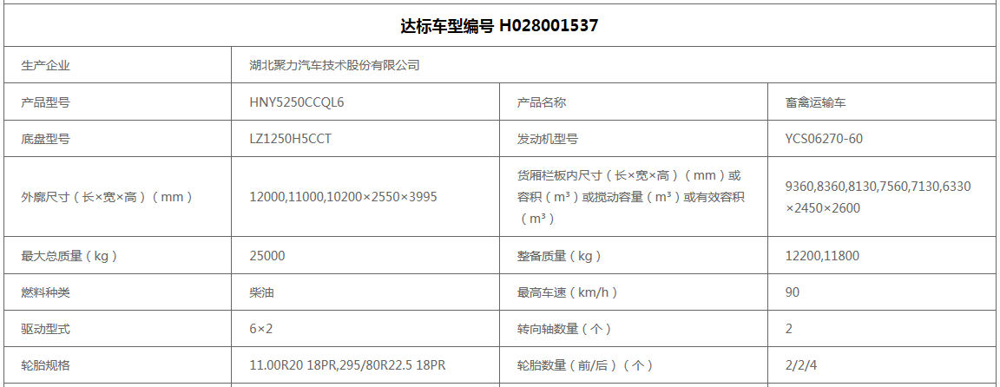 达标车型编号 H028001537
生产企业 湖北聚力汽车技术股份有限公司
产品型号 HNY5250CCQL6 产品名称 畜禽运输车
底盘型号 LZ1250H5CCT 发动机型号 YCS06270-60
外廓尺寸（长×宽×高）（mm） 12000,11000,10200×2550×3995
货厢栏板内尺寸（长×宽×高）（mm）或
容积（m³）或搅动容量（m³）或有效容积
（m³）
9360,8360,8130,7560,7130,6330
×2450×2600
最大总质量（kg） 25000 整备质量（kg） 12200,11800
燃料种类 柴油 最高车速（km/h） 90
驱动型式 6×2 转向轴数量（个） 2
轮胎规格 11.00R20 18PR,295/80R22.5 18PR 轮胎数量（前/后）（个） 2/2/4